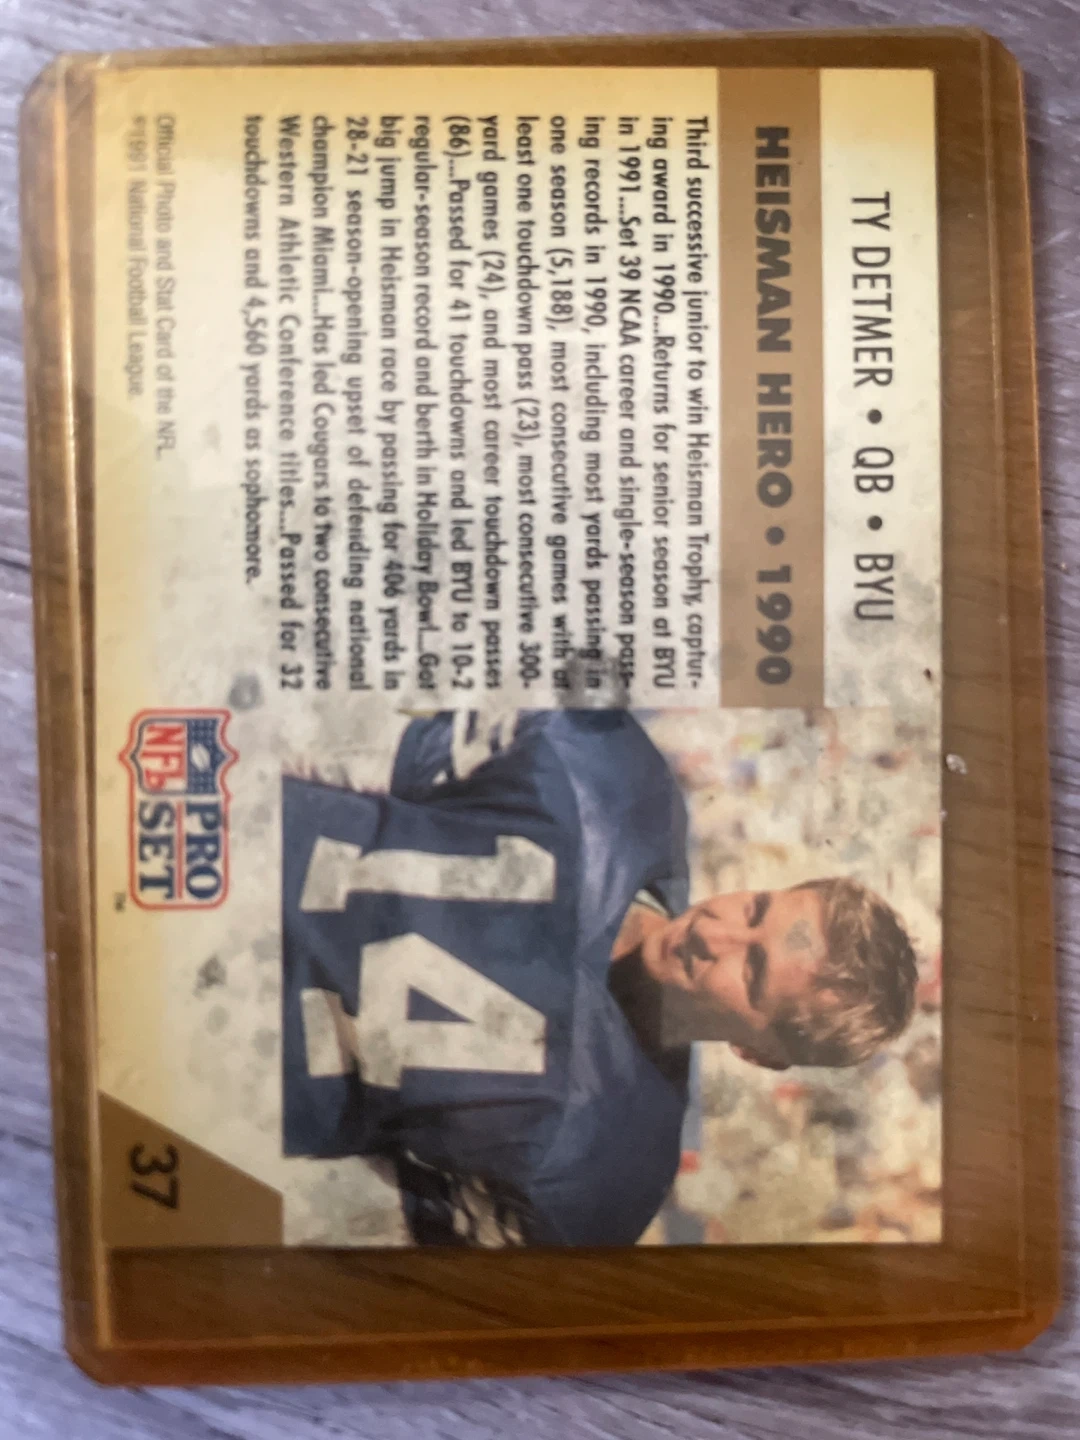 TY DETMER • QB • BYU
HEISMAN HERO • 1990
Third successive junior to win Heisman Trophy, captur-
ing award in 1990...Returns for senior season at BYU
in 1991...Set 39 NCAA career and single-season pass-
ing records in 1990, including most yards passing in
one season (5,188), most consecutive games with at
least one touchdown pass (23), most consecutive 300-
yard games (24), and most career touchdown passes
(86)...Passed for 41 touchdowns and led BYU to 10-2
regular-season record and berth in Holiday Bowl...Got
big jump in Heisman race by passing for 406 yards in
28-21 season-opening upset of defending national
champion Miami...Has led Cougars to two consecutive
Western Athletic Conference titles...Passed for 32
touchdowns and 4,560 yards as sophomore.
Official Photo and Stat Card of the NFL.
©1991 National Football League.
14
PRO
NFL SET
™
37